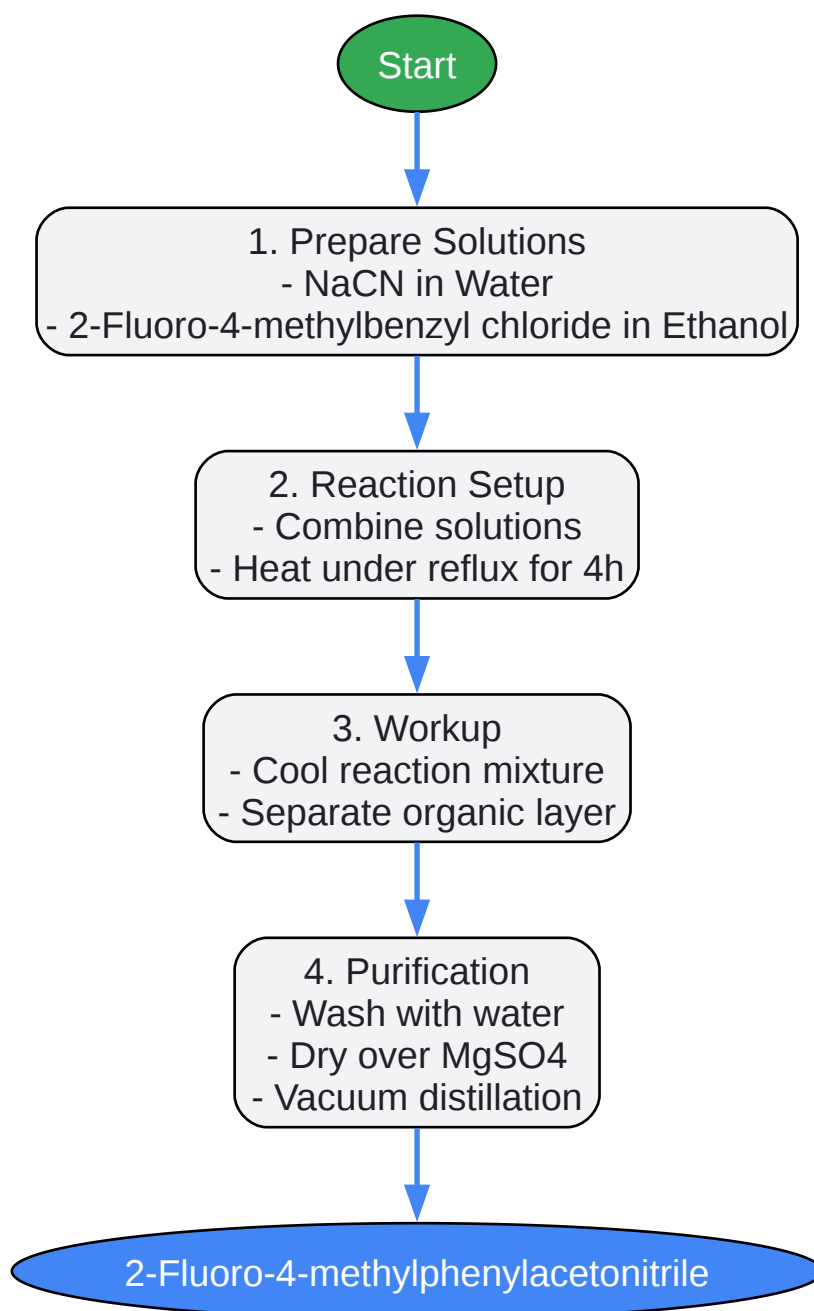 Start
1. Prepare Solutions
- NaCN in Water
- 2-Fluoro-4-methylbenzyl chloride in Ethanol
2. Reaction Setup
- Combine solutions
- Heat under reflux for 4h
3. Workup
- Cool reaction mixture
- Separate organic layer
4. Purification
- Wash with water
- Dry over MgSO4
- Vacuum distillation
2-Fluoro-4-methylphenylacetonitrile